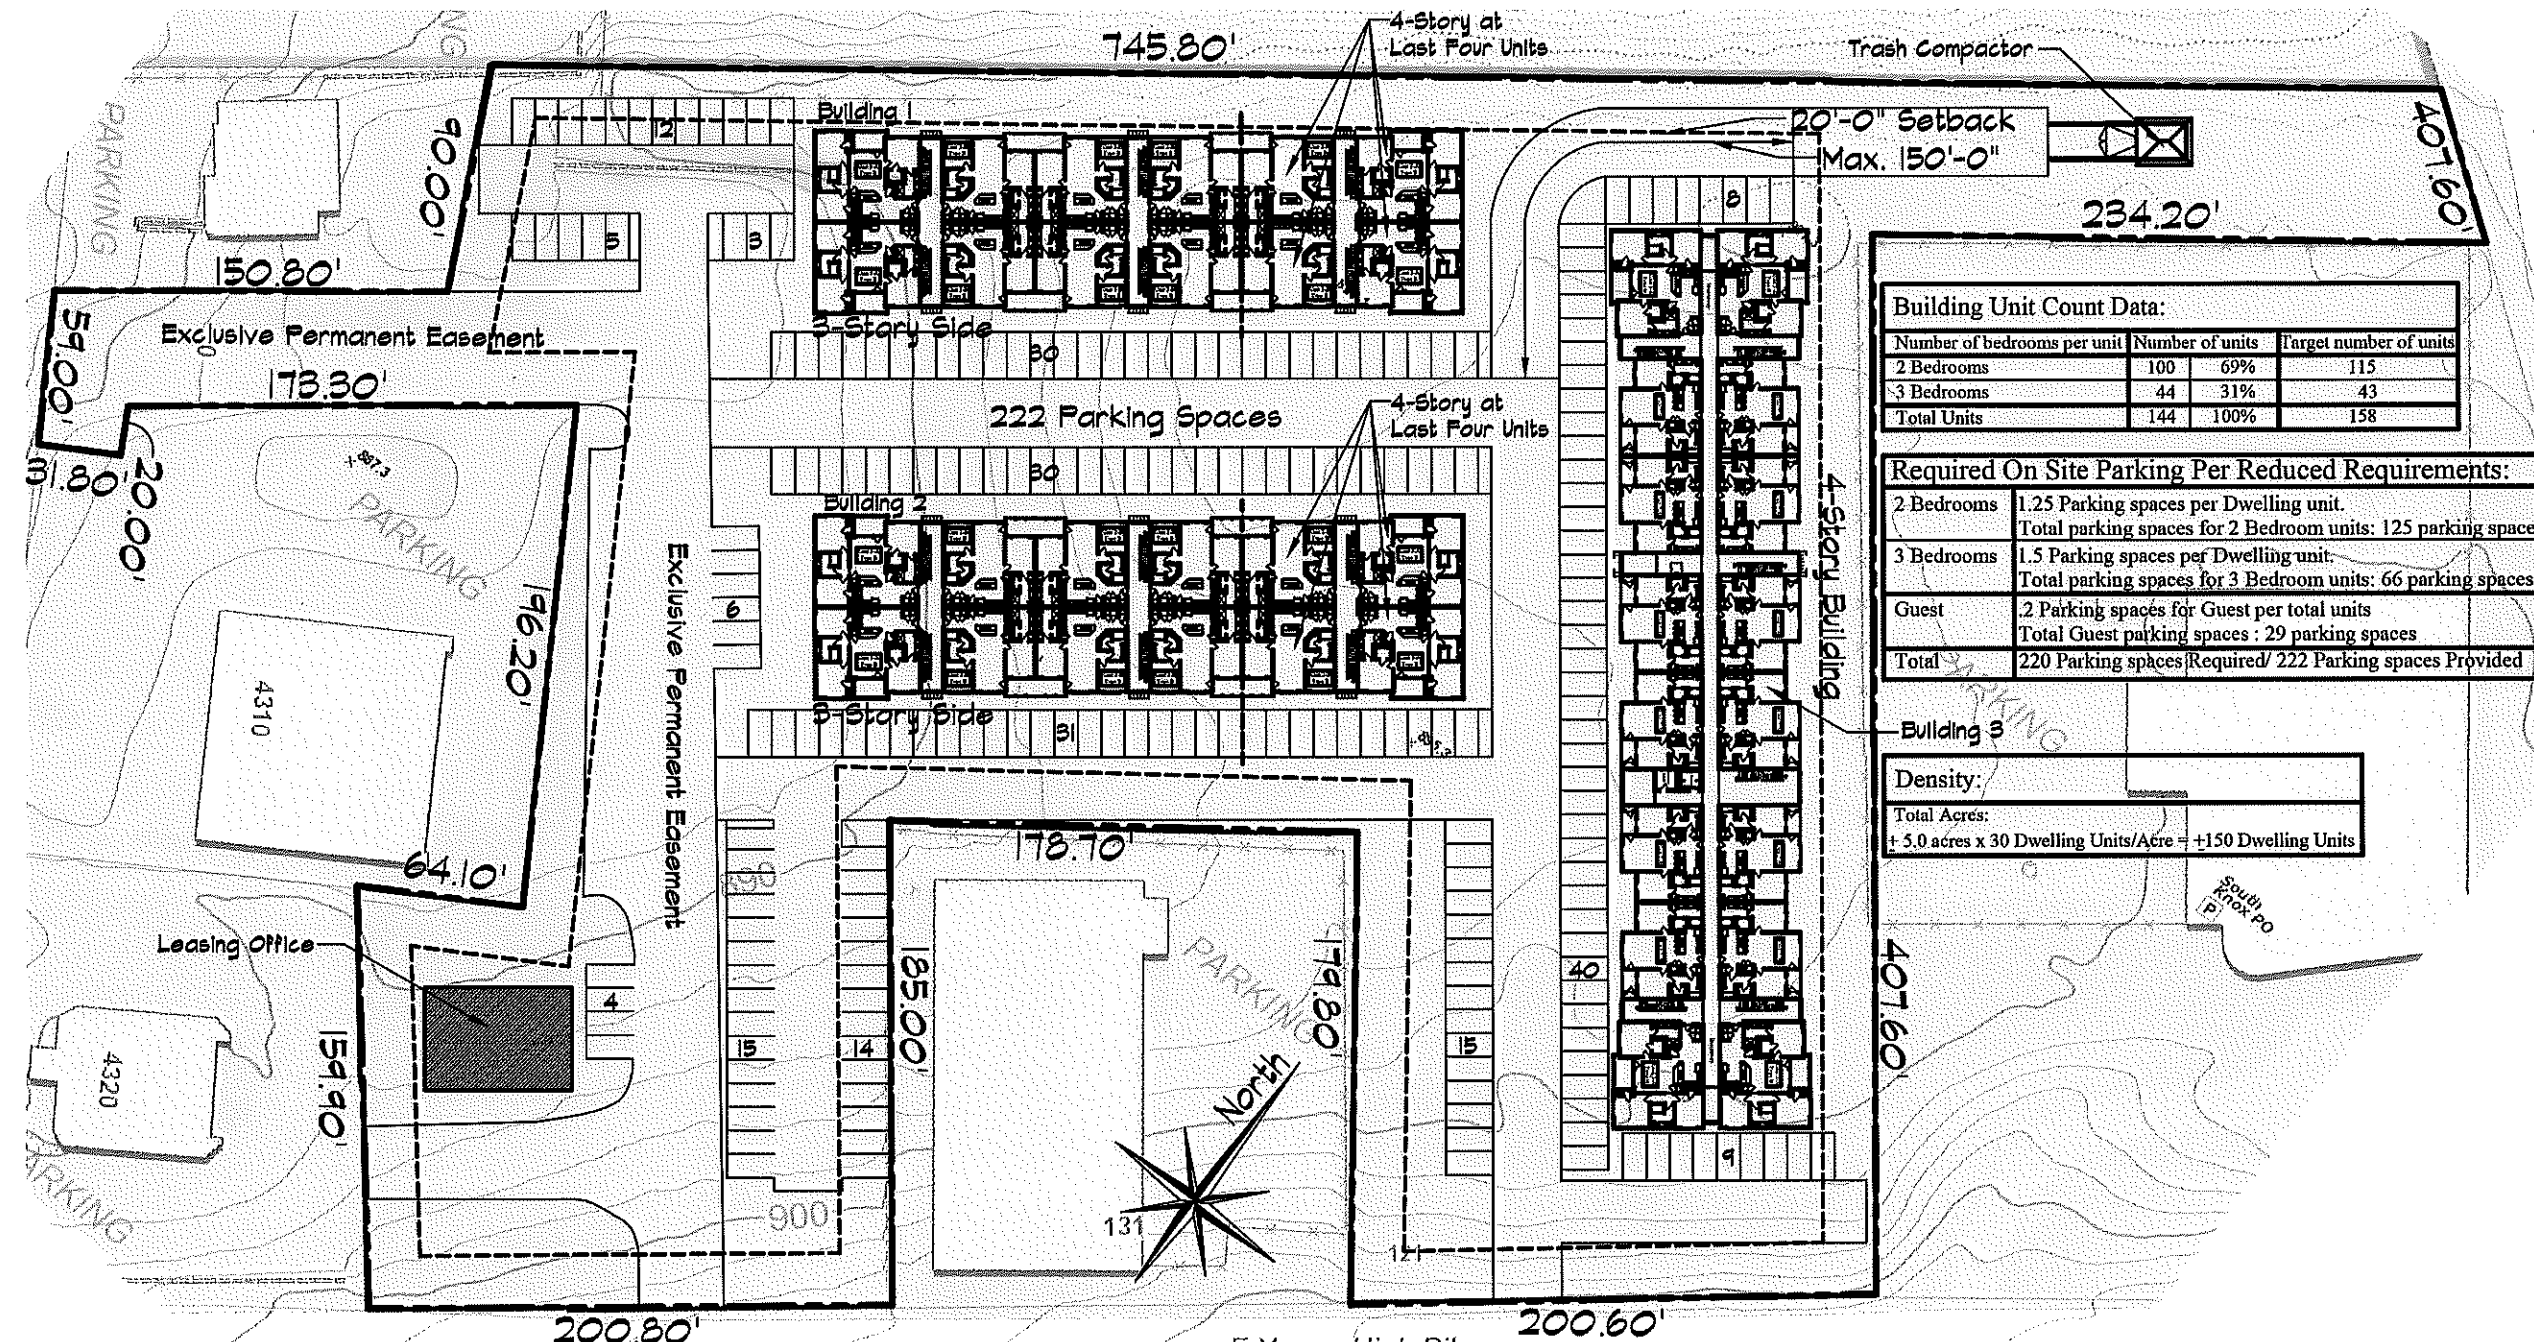 745.80'
4-Story at
Last Four Units
Trash Compactor
PARKING
90.00'
12
Building 1
20'-0" Setback
Max. 150'-0"
407.60'
5
3
8
234.20'
150.80'
59.00'
Exclusive Permanent Easement
3-Story Side
30
173.30'
222 Parking Spaces
4-Story at
Last Four Units
31.80'
20.00'
887.3
PARKING
30
Building 2
Building Unit Count Data:
Number of bedrooms per unit Number of units Target number of units
2 Bedrooms 100 69% 115
3 Bedrooms 44 31% 43
Total Units 144 100% 158
Required On Site Parking Per Reduced Requirements:
2 Bedrooms 1.25 Parking spaces per Dwelling unit.
Total parking spaces for 2 Bedroom units: 125 parking space
3 Bedrooms 1.5 Parking spaces per Dwelling unit.
Total parking spaces for 3 Bedroom units: 66 parking spaces
Guest .2 Parking spaces for Guest per total units
Total Guest parking spaces : 29 parking spaces
Total 220 Parking spaces Required/ 222 Parking spaces Provided
4-Story Building
Exclusive Permanent Easement
6
196.20'
4310
3-Story Side
31
Building 3
PARKING
Density:
Total Acres:
+ 5.0 acres x 30 Dwelling Units/Acre = +150 Dwelling Units
178.70'
64.10'
South
Knox PO
P
Leasing Office
4
15
14
185.00'
PARKING
179.80'
15
40
407.60'
4320
159.90'
North
9
900
131
121
PARKING
200.80'
200.60'